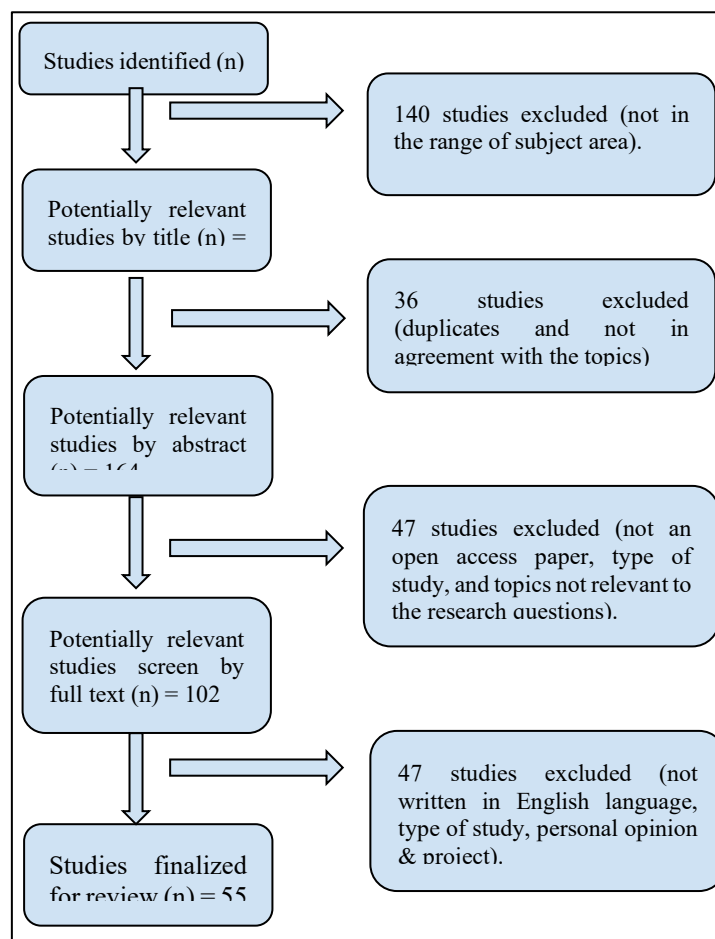 Studies identified (n)
140 studies excluded (not in
the range of subject area).
Potentially relevant
studies by title (n) =
36 studies excluded
(duplicates and not in
agreement with the topics)
Potentially relevant
studies by abstract
(n) = 164
47 studies excluded (not an
open access paper, type of
study, and topics not relevant to
the research questions).
Potentially relevant
studies screen by
full text (n) = 102
47 studies excluded (not
written in English language,
type of study, personal opinion
& project).
Studies finalized
for review (n) = 55